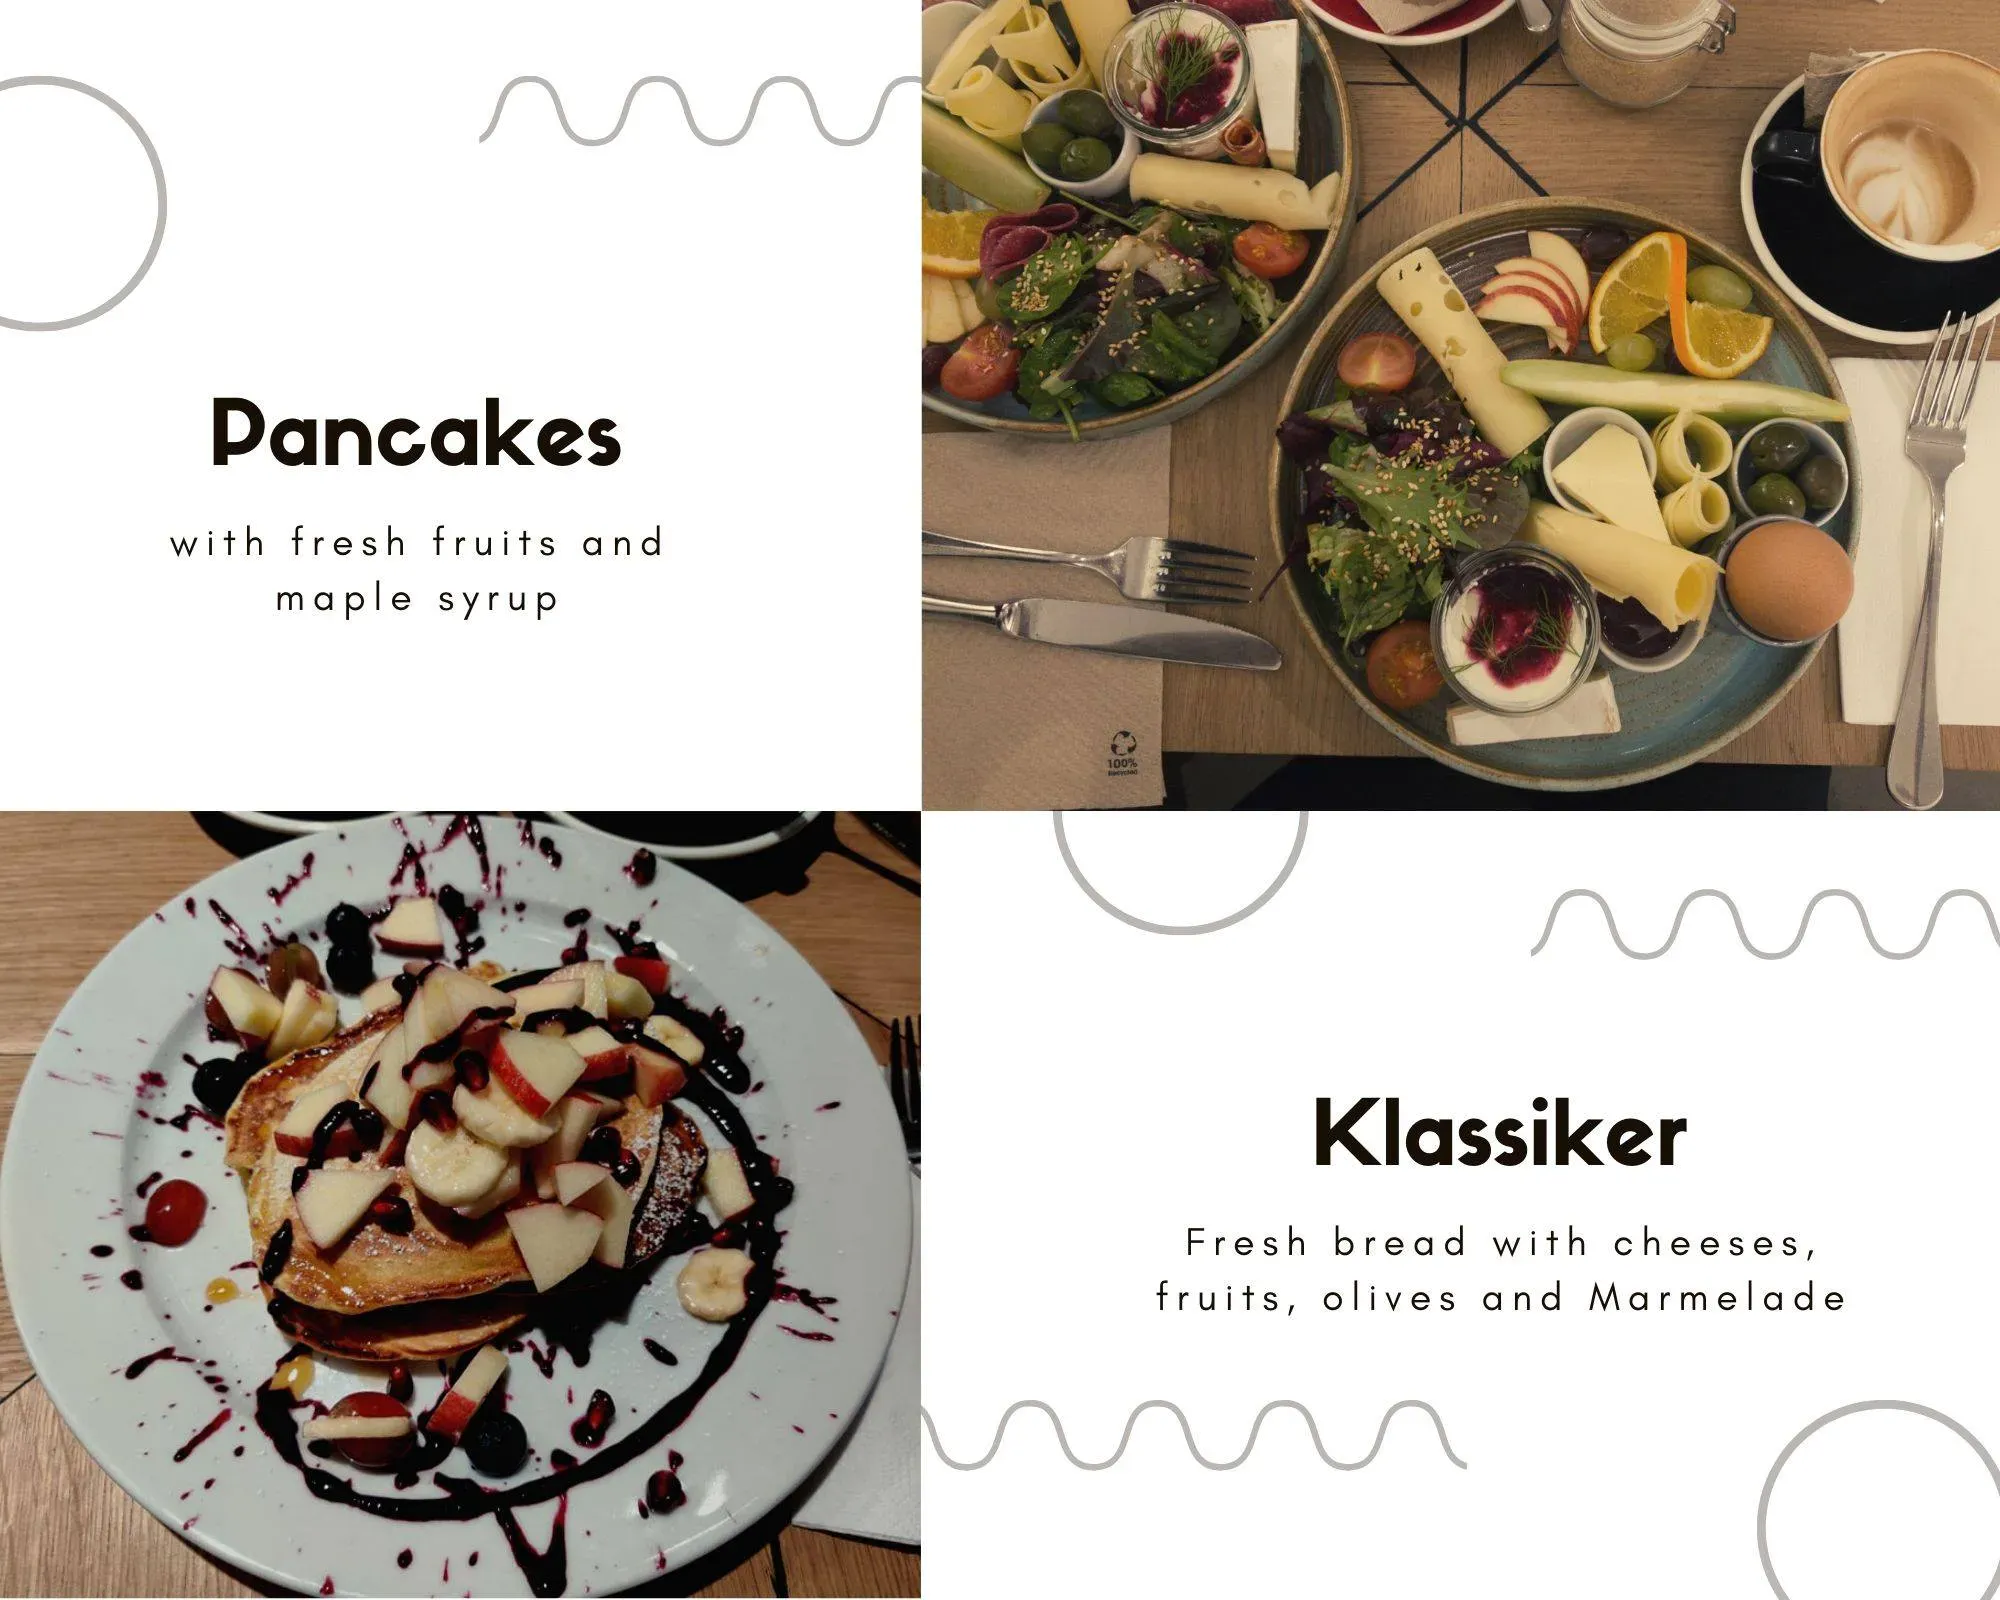 Pancakes
with fresh fruits and
maple syrup
100%
Recycled
Klassiker
Fresh bread with cheeses,
fruits, olives and Marmelade